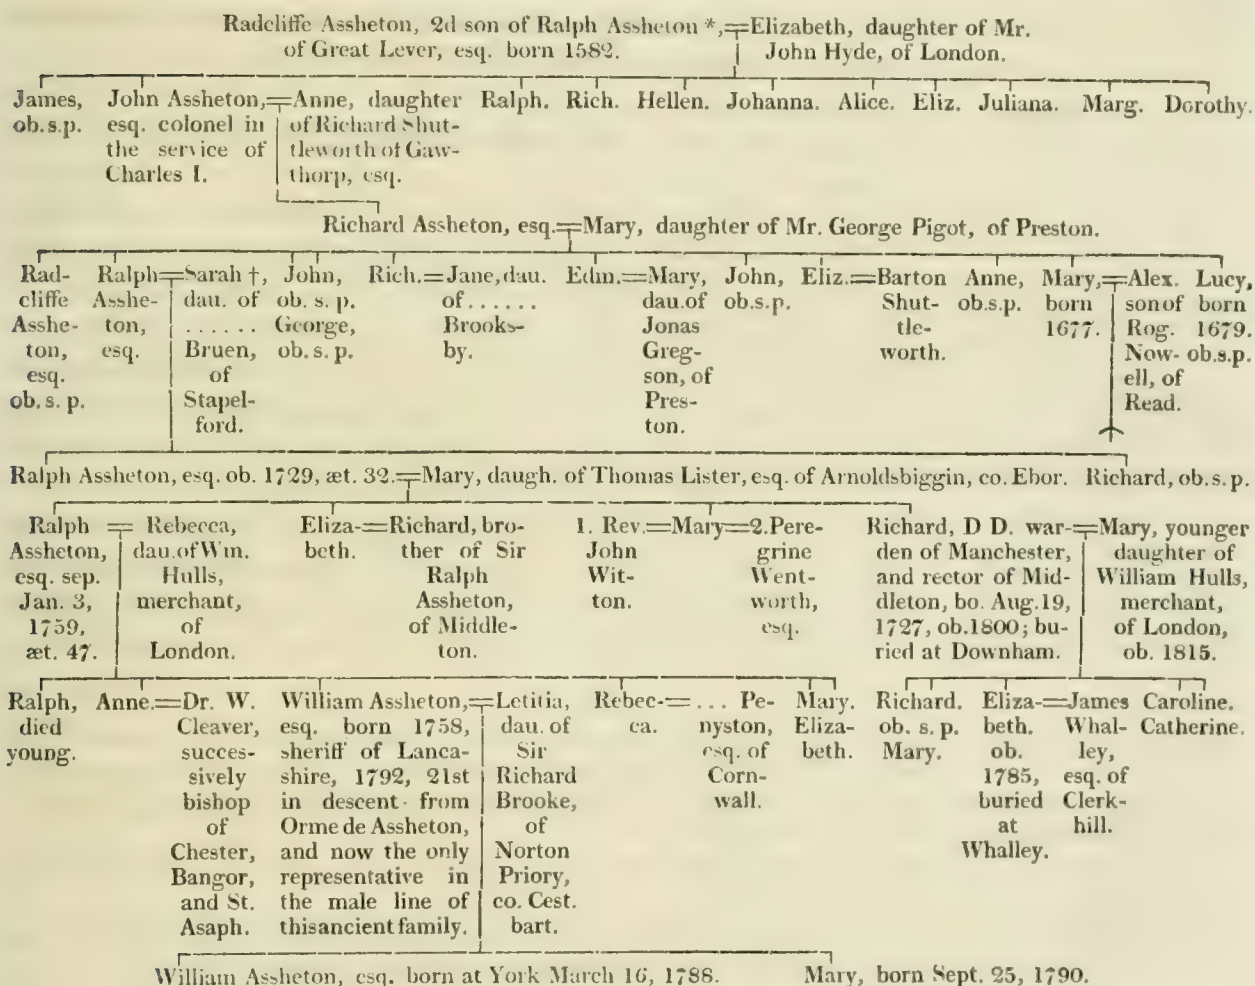 Radcliffe Assheton, 2d son of Ralph Assheton *,
of Great Lever, esq. born 1582.
Elizabeth, daughter of Mr.
John Hyde, of London.
James,
ob. s. p.
John Assheton,
esq. colonel in
the service of
Charles I.
Anne, daughter
of Richard Shut-
tleworth of Gaw-
thorp, esq.
Ralph.
Rich.
Hellen.
Johanna.
Alice.
Eliz.
Juliana.
Marg.
Dorothy.
Richard Assheton, esq.
Mary, daughter of Mr. George Pigot, of Preston.
Rad-
cliffe
Asshe-
ton,
esq.
ob. s. p.
Ralph
Asshe-
ton,
esq.
Sarah †,
dau. of
......
Bruen,
of
Stapel-
ford.
John,
ob. s. p.
George,
ob. s. p.
Rich.
Jane, dau.
of ......
Brooks-
by.
Edm.
Mary,
dau. of
Jonas
Greg-
son, of
Pres-
ton.
John,
ob.s.p.
Eliz.
Barton
Shut-
tle-
worth.
Anne,
ob.s.p.
Mary,
born
1677.
Alex.
son of
Rog.
Now-
ell, of
Read.
Lucy,
born
1679.
ob.s.p.
Ralph Assheton, esq. ob. 1729, æt. 32.
Mary, daugh. of Thomas Lister, esq. of Arnoldsbiggin, co. Ebor.
Richard, ob. s. p.
Ralph
Assheton,
esq. sep.
Jan. 3,
1759,
æt. 47.
Rebecca,
dau. of Wm.
Hulls,
merchant,
of
London.
Eliza-
beth.
Richard, bro-
ther of Sir
Ralph
Assheton,
of Middle-
ton.
1. Rev.
John
Wit-
ton.
Mary
2. Pere-
grine
Went-
worth,
esq.
Richard, D D. war-
den of Manchester,
and rector of Mid-
dleton, bo. Aug. 19,
1727, ob. 1800; bu-
ried at Downham.
Mary, younger
daughter of
William Hulls,
merchant,
of London,
ob. 1815.
Ralph,
died
young.
Anne.
Dr. W.
Cleaver,
succes-
sively
bishop
of
Chester,
Bangor,
and St.
Asaph.
William Assheton,
esq. born 1758,
sheriff of Lanca-
shire, 1792, 21st
in descent from
Orme de Assheton,
and now the only
representative in
the male line of
this ancient family.
Letitia,
dau. of
Sir
Richard
Brooke,
of
Norton
Priory,
co. Cest.
bart.
Rebec-
ca.
... Pe-
nyston,
esq. of
Corn-
wall.
Mary.
Eliza-
beth.
Richard.
ob. s. p.
Mary.
Eliza-
beth.
ob.
1785,
buried
at
Whalley.
James
Whal-
ley,
esq. of
Clerk-
hill.
Caroline.
Catherine.
William Assheton, esq. born at York March 16, 1788.
Mary, born Sept. 25, 1790.